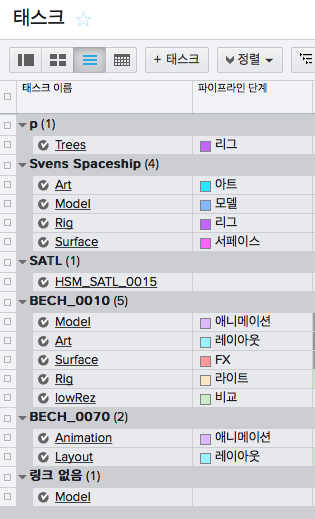 태스크
+ 태스크 정렬
태스크 이름 파이프라인 단계
p (1)
Trees 리그
Svens Spaceship (4)
Art 아트
Model 모델
Rig 리그
Surface 서페이스
SATL (1)
HSM_SATL_0015
BECH_0010 (5)
Model 애니메이션
Art 레이아웃
Surface FX
Rig 라이트
lowRez 비교
BECH_0070 (2)
Animation 애니메이션
Layout 레이아웃
링크 없음 (1)
Model